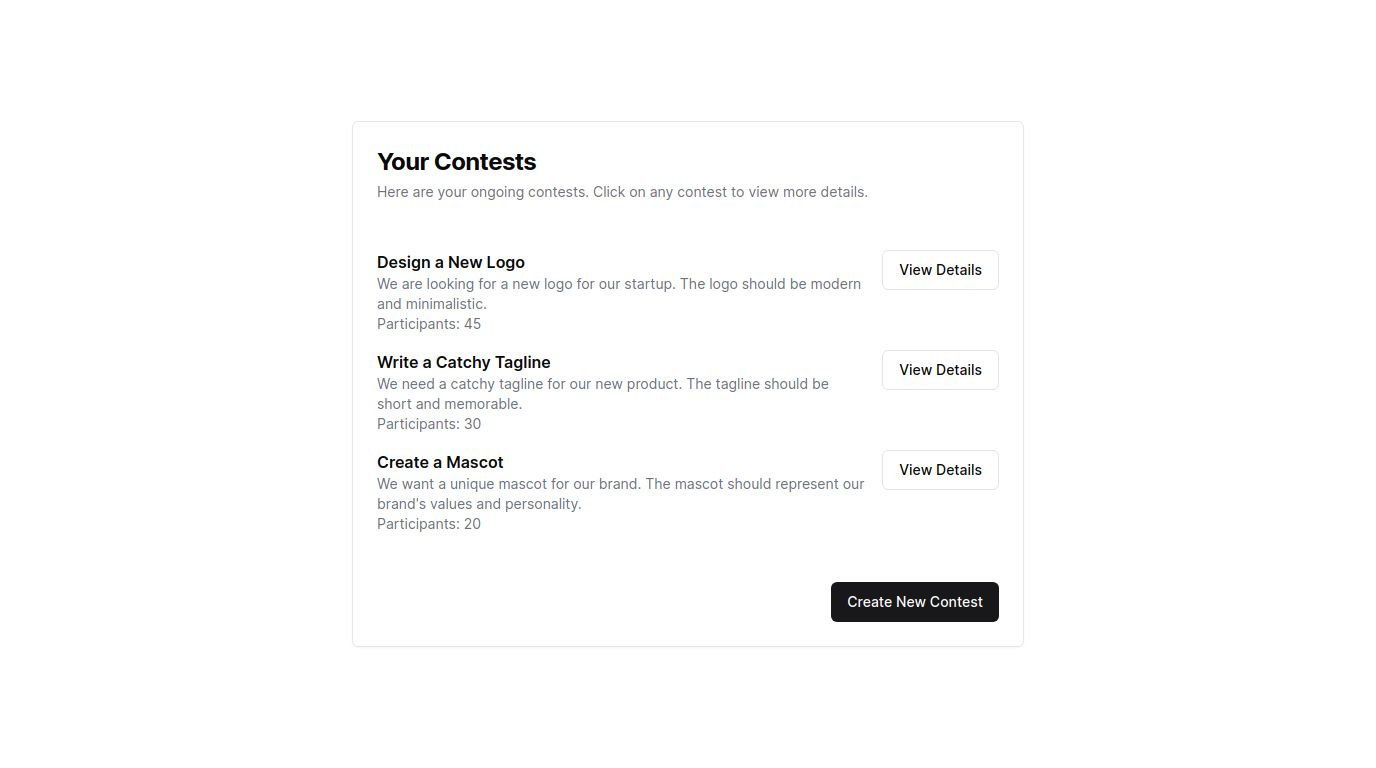 Your Contests
Here are your ongoing contests. Click on any contest to view more details.
Design a New Logo
We are looking for a new logo for our startup. The logo should be modern
and minimalistic.
Participants: 45
View Details
Write a Catchy Tagline
We need a catchy tagline for our new product. The tagline should be
short and memorable.
Participants: 30
View Details
Create a Mascot
We want a unique mascot for our brand. The mascot should represent our
brand's values and personality.
Participants: 20
View Details
Create New Contest